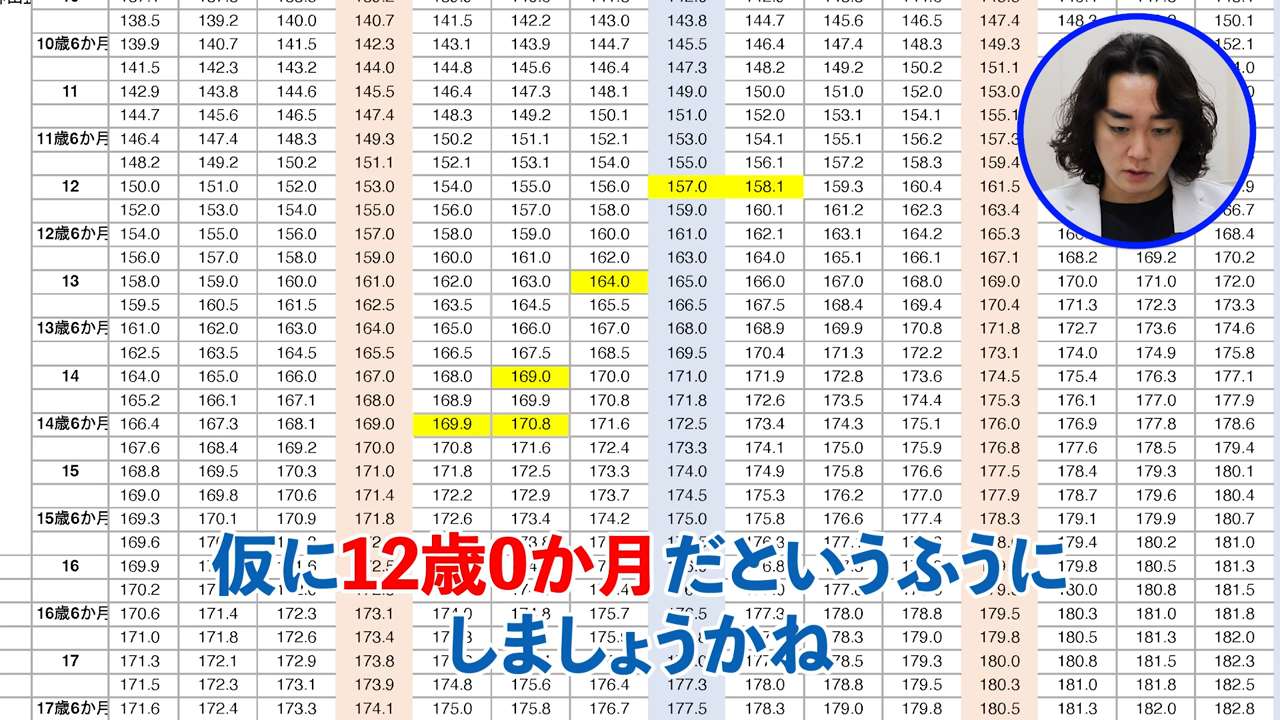 138.5 139.2 140.0 140.7 141.5 142.2 143.0 143.8 144.7 145.6 146.5 147.4 148.2 150.1
10歳6か月 139.9 140.7 141.5 142.3 143.1 143.9 144.7 145.5 146.4 147.4 148.3 149.3 152.1
141.5 142.3 143.2 144.0 144.8 145.6 146.4 147.3 148.2 149.2 150.2 151.1
11 142.9 143.8 144.6 145.5 146.4 147.3 148.1 149.0 150.0 151.0 152.0 153.0
144.7 145.6 146.5 147.4 148.3 149.2 150.1 151.0 152.0 153.1 154.1 155.1
11歳6か月 146.4 147.4 148.3 149.3 150.2 151.1 152.1 153.0 154.1 155.1 156.2 157.3
148.2 149.2 150.2 151.1 152.1 153.1 154.0 155.0 156.1 157.2 158.3 159.4
12 150.0 151.0 152.0 153.0 154.0 155.0 156.0 157.0 158.1 159.3 160.4 161.5
152.0 153.0 154.0 155.0 156.0 157.0 158.0 159.0 160.1 161.2 162.3 163.4
12歳6か月 154.0 155.0 156.0 157.0 158.0 159.0 160.0 161.0 162.1 163.1 164.2 165.3 168.4
156.0 157.0 158.0 159.0 160.0 161.0 162.0 163.0 164.0 165.1 166.1 167.1 168.2 169.2 170.2
13 158.0 159.0 160.0 161.0 162.0 163.0 164.0 165.0 166.0 167.0 168.0 169.0 170.0 171.0 172.0
159.5 160.5 161.5 162.5 163.5 164.5 165.5 166.5 167.5 168.4 169.4 170.4 171.3 172.3 173.3
13歳6か月 161.0 162.0 163.0 164.0 165.0 166.0 167.0 168.0 168.9 169.9 170.8 171.8 172.7 173.6 174.6
162.5 163.5 164.5 165.5 166.5 167.5 168.5 169.5 170.4 171.3 172.2 173.1 174.0 174.9 175.8
14 164.0 165.0 166.0 167.0 168.0 169.0 170.0 171.0 171.9 172.8 173.6 174.5 175.4 176.3 177.1
165.2 166.1 167.1 168.0 168.9 169.9 170.8 171.8 172.6 173.5 174.4 175.3 176.1 177.0 177.9
14歳6か月 166.4 167.3 168.1 169.0 169.9 170.8 171.6 172.5 173.4 174.3 175.1 176.0 176.9 177.8 178.6
167.6 168.4 169.2 170.0 170.8 171.6 172.4 173.3 174.1 175.0 175.9 176.8 177.6 178.5 179.4
15 168.8 169.5 170.3 171.0 171.8 172.5 173.3 174.0 174.9 175.8 176.6 177.5 178.4 179.3 180.1
169.0 169.8 170.6 171.4 172.2 172.9 173.7 174.5 175.3 176.2 177.0 177.9 178.7 179.6 180.4
15歳6か月 169.3 170.1 170.9 171.8 172.6 173.4 174.2 175.0 175.8 176.6 177.4 178.3 179.1 179.9 180.7
169.6 179.4 180.2 181.0
16 169.9 179.8 180.5 181.3
170.2 180.0 180.8 181.5
仮に12歳0か月だというふうに
16歳6か月 170.6 171.4 172.3 173.1 175.7 177.3 178.0 178.8 179.5 180.3 181.0 181.8
171.0 171.8 172.6 173.4 178.3 179.0 179.8 180.5 181.3 182.0
しましょうかね
17 171.3 172.1 172.9 173.8 178.5 179.3 180.0 180.8 181.5 182.3
171.5 172.3 173.1 173.9 174.8 175.6 176.4 177.3 178.0 178.8 179.5 180.3 181.0 181.8 182.5
17歳6か月 171.6 172.4 173.3 174.1 175.0 175.8 176.7 177.5 178.3 179.0 179.8 180.5 181.3 182.0 182.8